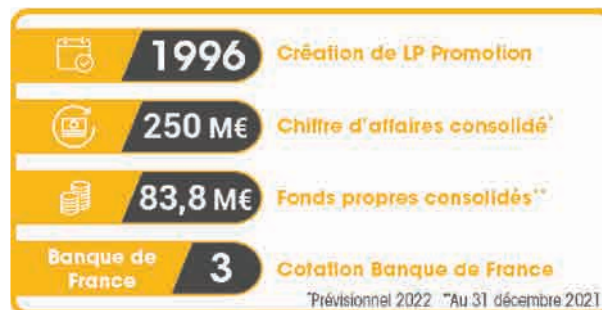 1996 Création de LP Promotion
250 M€ Chiffre d'affaires consolidé*
83,8 M€ Fonds propres consolidés**
Banque de
France
3 Cotation Banque de France
*Prévisionnel 2022 **Au 31 décembre 2021